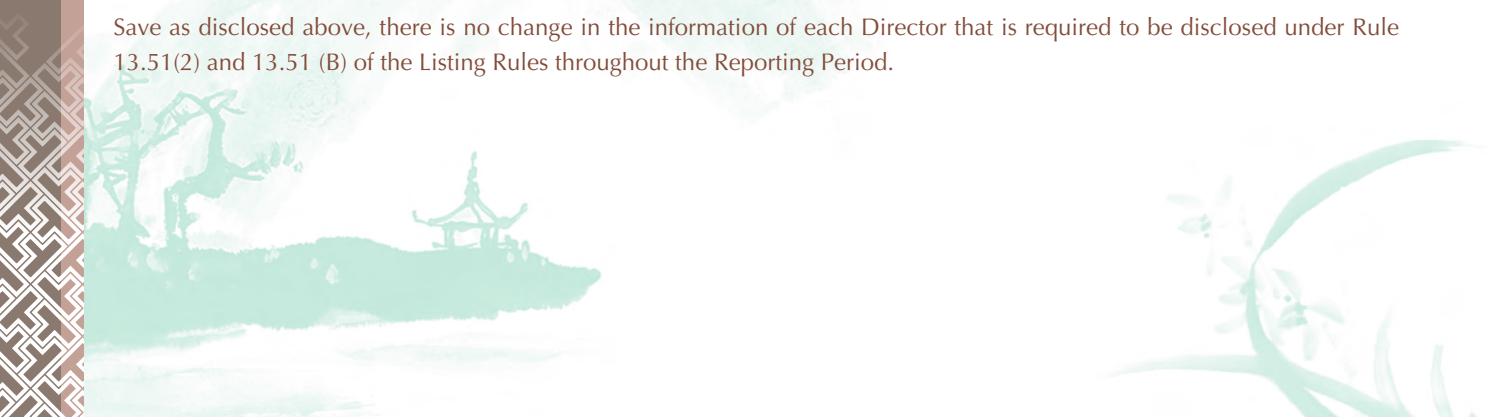 Save as disclosed above, there is no change in the information of each Director that is required to be disclosed under Rule
13.51(2) and 13.51 (B) of the Listing Rules throughout the Reporting Period.